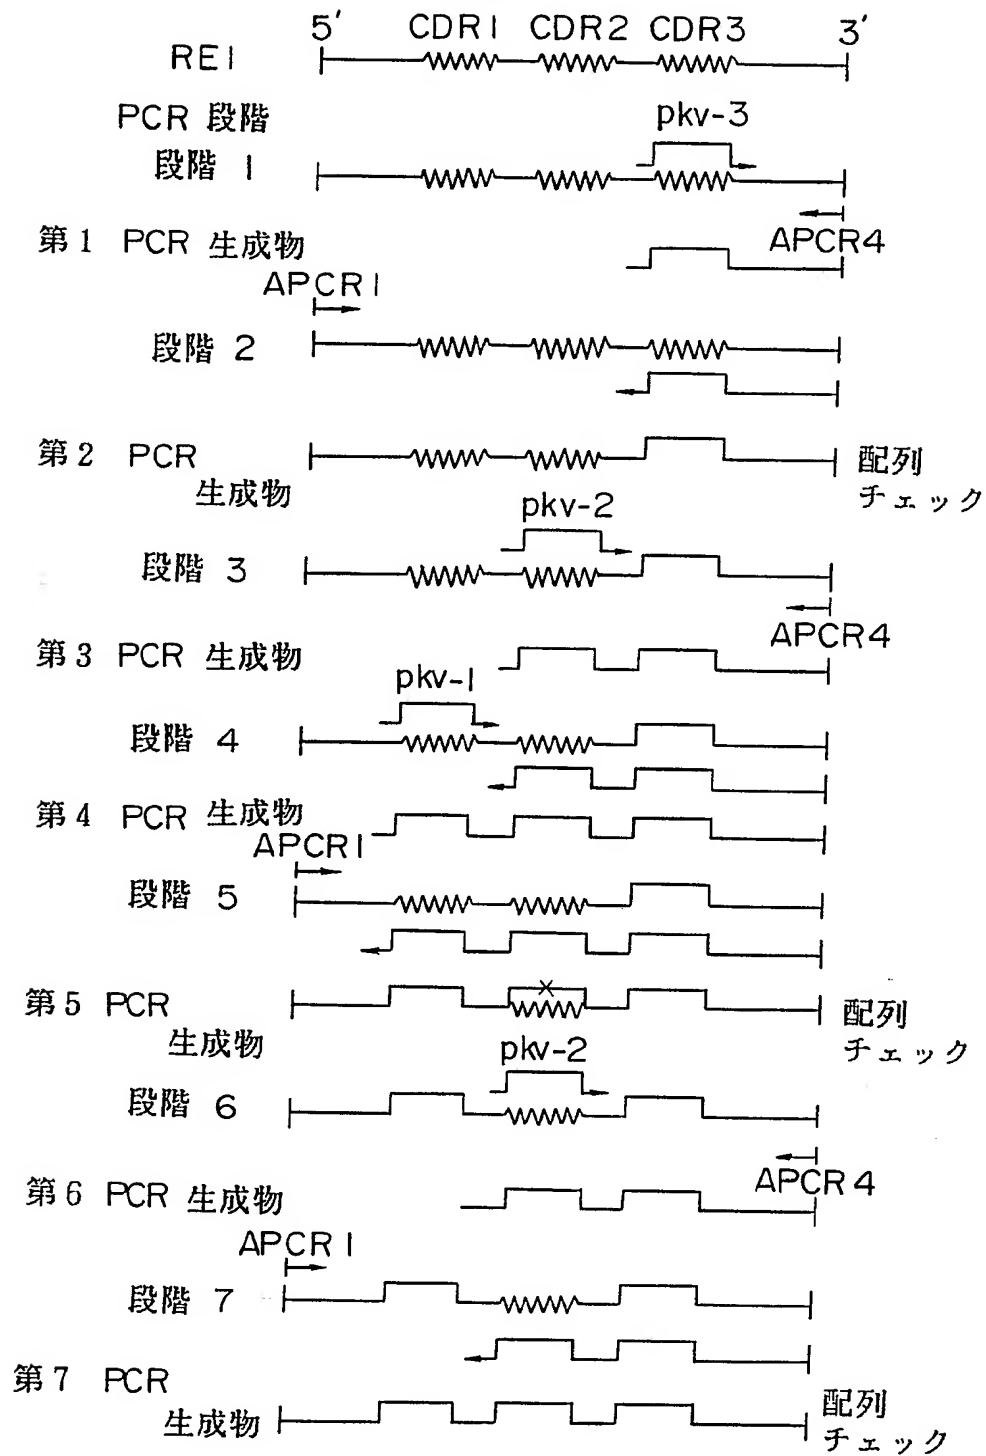 5′ CDR1 CDR2 CDR3 3′
RE1
PCR 段階
pkv-3
段階 1
第1 PCR 生成物
APCR4
APCR1
段階 2
第2 PCR
生成物
配列
チェック
pkv-2
段階 3
APCR4
第3 PCR 生成物
pkv-1
段階 4
第4 PCR 生成物
APCR1
段階 5
第5 PCR
生成物
配列
チェック
pkv-2
段階 6
APCR4
第6 PCR 生成物
APCR1
段階 7
第7 PCR
生成物
配列
チェック